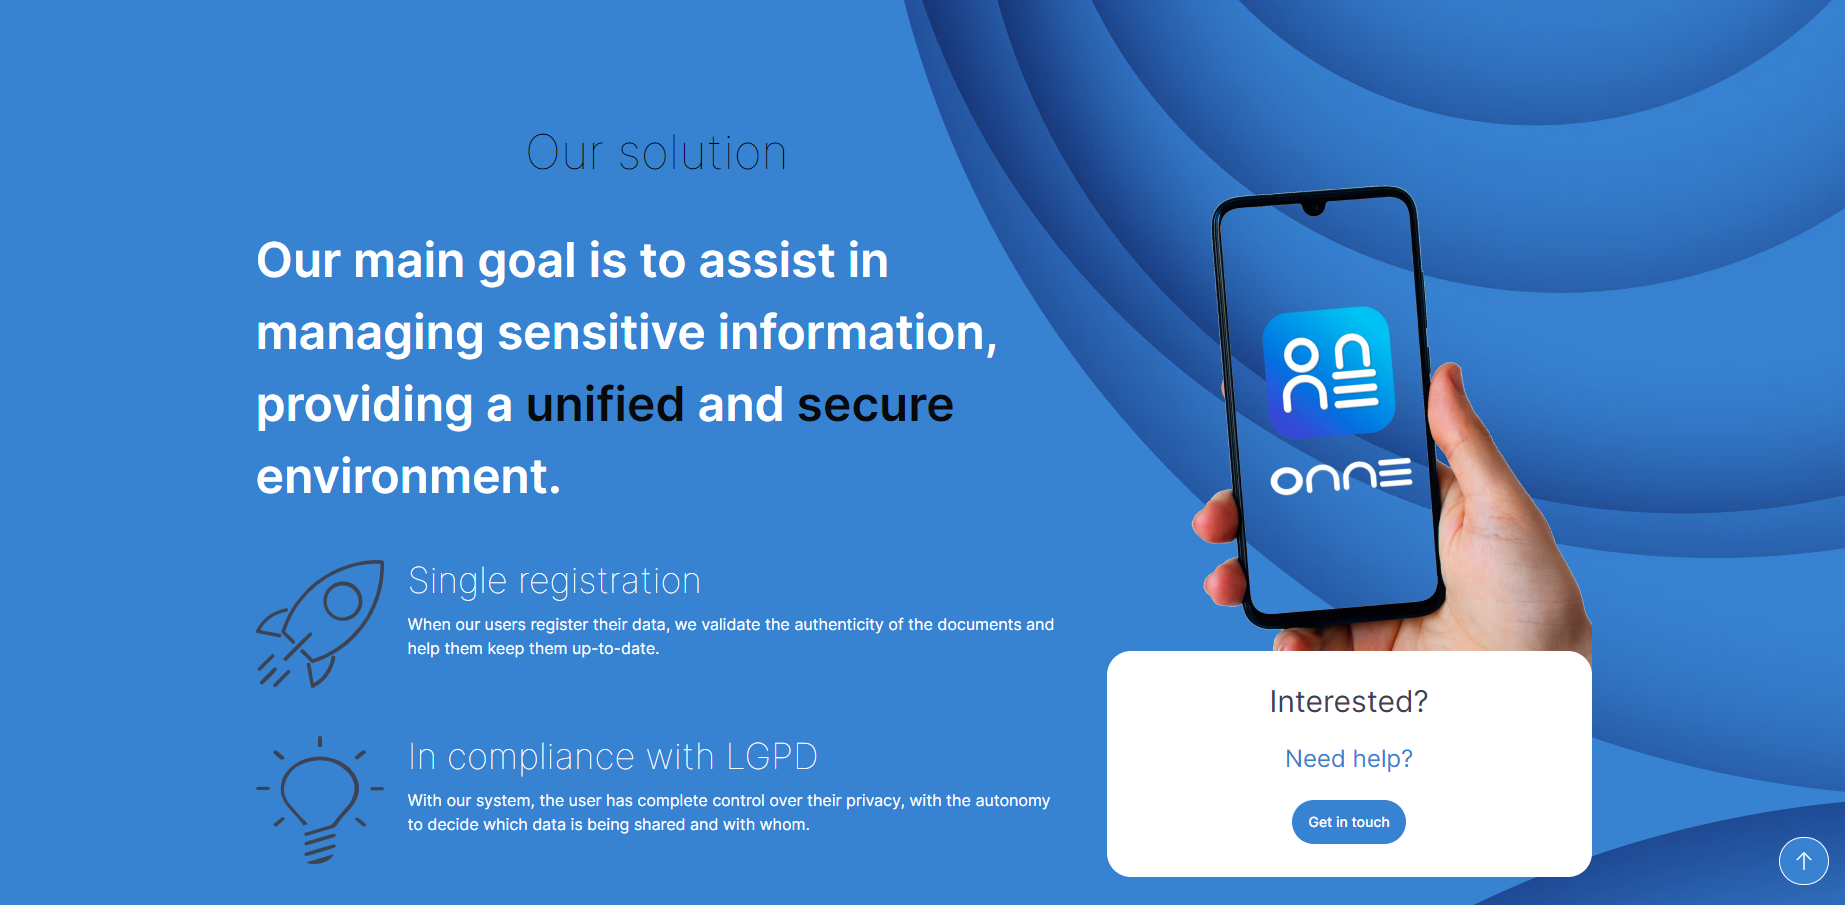 Our solution
Our main goal is to assist in
managing sensitive information,
providing a unified and secure
environment.
Single registration
When our users register their data, we validate the authenticity of the documents and
help them keep them up-to-date.
In compliance with LGPD
With our system, the user has complete control over their privacy, with the autonomy
to decide which data is being shared and with whom.
onne
onne
Interested?
Need help?
Get in touch